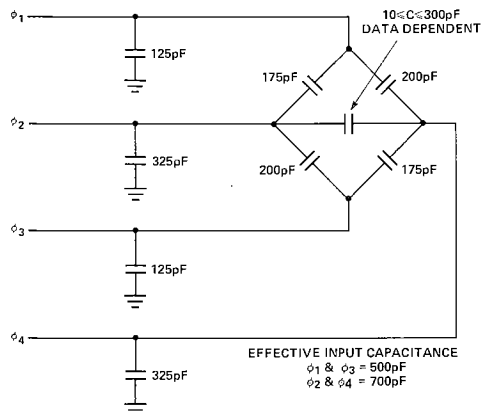 10≤C≤300pF
DATA DEPENDENT
ϕ1
125pF
175pF
200pF
ϕ2
325pF
200pF
175pF
ϕ3
125pF
ϕ4
325pF
EFFECTIVE INPUT CAPACITANCE
ϕ1 & ϕ3 = 500pF
ϕ2 & ϕ4 = 700pF